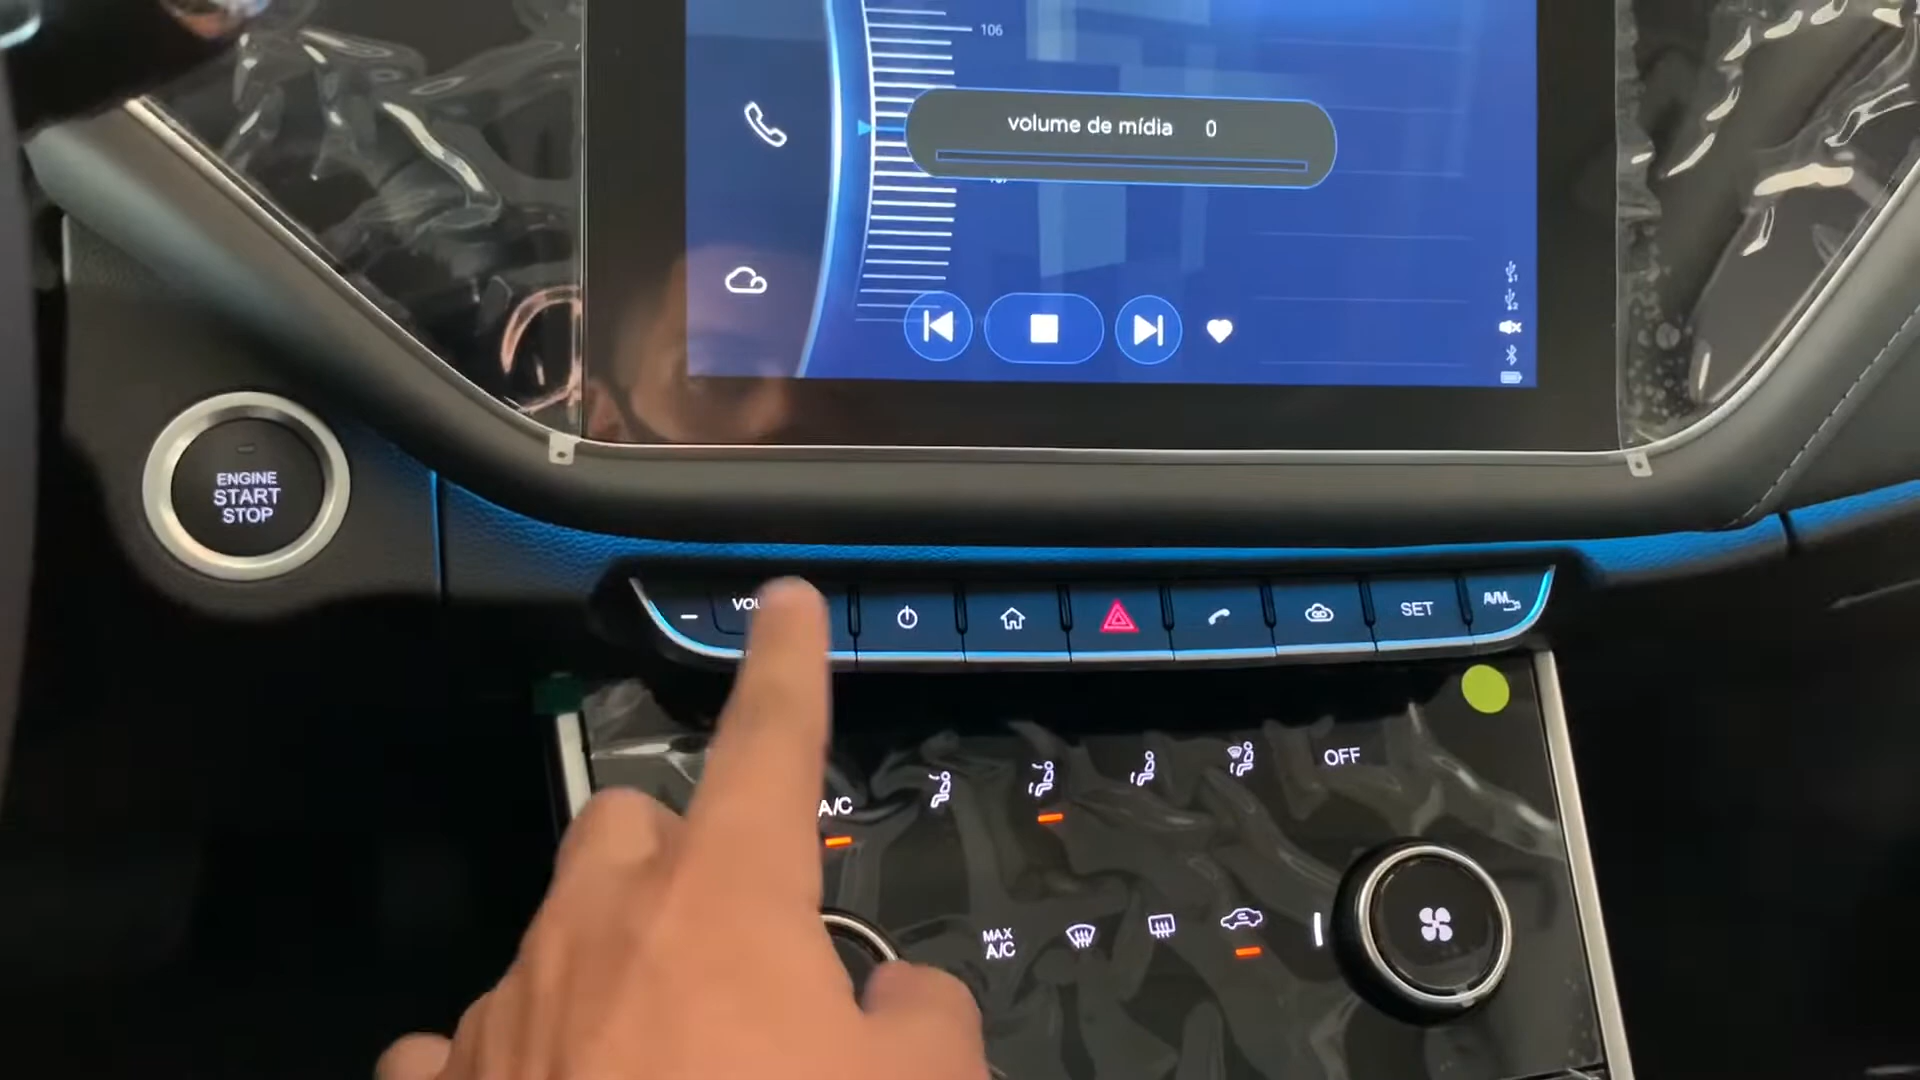 106
volume de mídia 0
ENGINE
START
STOP
VOL
SET
A/M
A/C
OFF
MAX
A/C